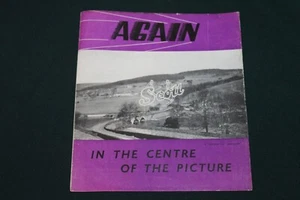 AGAIN
Scott
IN THE CENTRE
OF THE PICTURE